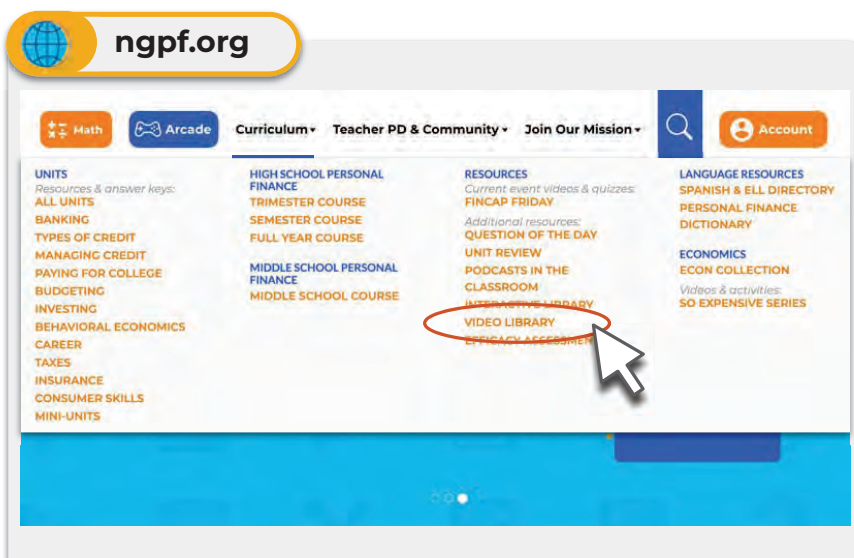 ngpf.org
Math
Arcade
Curriculum
Teacher PD & Community
Join Our Mission
Account
UNITS
Resources & answer keys:
ALL UNITS
BANKING
TYPES OF CREDIT
MANAGING CREDIT
PAYING FOR COLLEGE
BUDGETING
INVESTING
BEHAVIORAL ECONOMICS
CAREER
TAXES
INSURANCE
CONSUMER SKILLS
MINI-UNITS
HIGH SCHOOL PERSONAL
FINANCE
TRIMESTER COURSE
SEMESTER COURSE
FULL YEAR COURSE
MIDDLE SCHOOL PERSONAL
FINANCE
MIDDLE SCHOOL COURSE
RESOURCES
Current event videos & quizzes:
FINCAP FRIDAY
Additional resources:
QUESTION OF THE DAY
UNIT REVIEW
PODCASTS IN THE
CLASSROOM
INTERACTIVE LIBRARY
VIDEO LIBRARY
EFFICACY ASSESSMEN
LANGUAGE RESOURCES
SPANISH & ELL DIRECTORY
PERSONAL FINANCE
DICTIONARY
ECONOMICS
ECON COLLECTION
Videos & activities:
SO EXPENSIVE SERIES